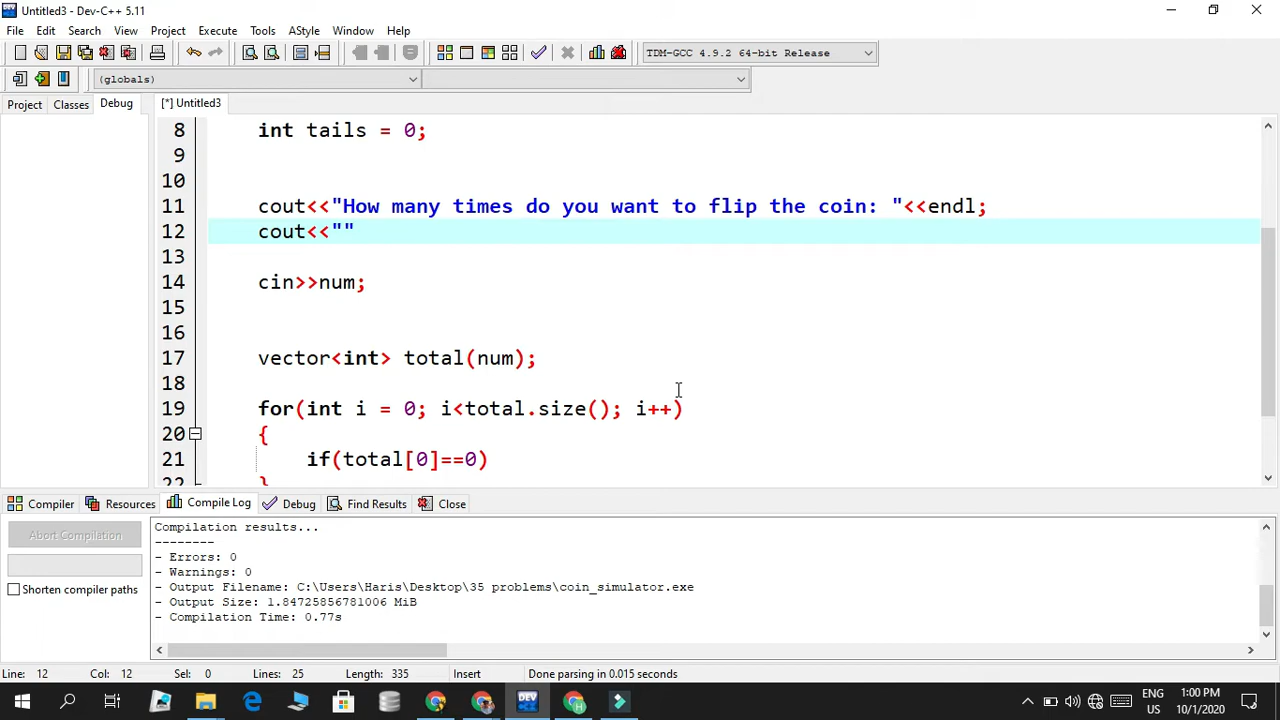 Untitled3 - Dev-C++ 5.11
File Edit Search View Project Execute Tools AStyle Window Help
TDM-GCC 4.9.2 64-bit Release
(globals)
Project Classes Debug [*] Untitled3
8 int tails = 0;
9
10
11 cout<<"How many times do you want to flip the coin: "<<endl;
12 cout<<""
13
14 cin>>num;
15
16
17 vector<int> total(num);
18
19 for(int i = 0; i<total.size(); i++)
20 {
21 if(total[0]==0)
22 }
Compiler Resources Compile Log Debug Find Results Close
Compilation results...
--------
Abort Compilation
- Errors: 0
- Warnings: 0
- Output Filename: C:\Users\Haris\Desktop\35 problems\coin_simulator.exe
Shorten compiler paths
- Output Size: 1.84725856781006 MiB
- Compilation Time: 0.77s
Line: 12 Col: 12 Sel: 0 Lines: 25 Length: 335 Insert Done parsing in 0.015 seconds
DEV
H
ENG
US
1:00 PM
10/1/2020